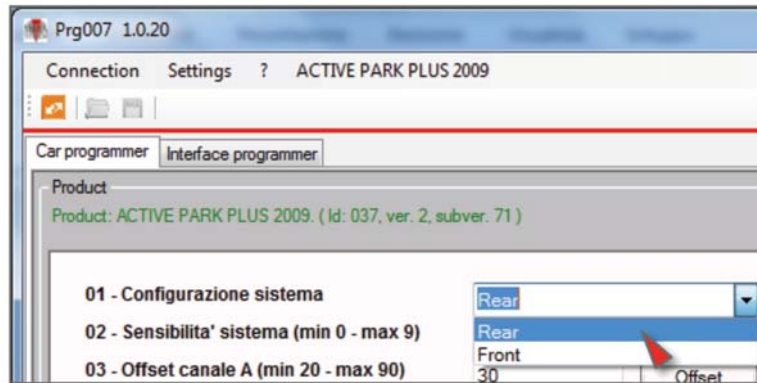 Prg007 1.0.20
Connection Settings ? ACTIVE PARK PLUS 2009
Car programmer Interface programmer
Product
Product: ACTIVE PARK PLUS 2009. ( Id: 037, ver. 2, subver. 71 )
01 - Configurazione sistema Rear
02 - Sensibilita' sistema (min 0 - max 9) Rear
Front
03 - Offset canale A (min 20 - max 90) 30 Offset